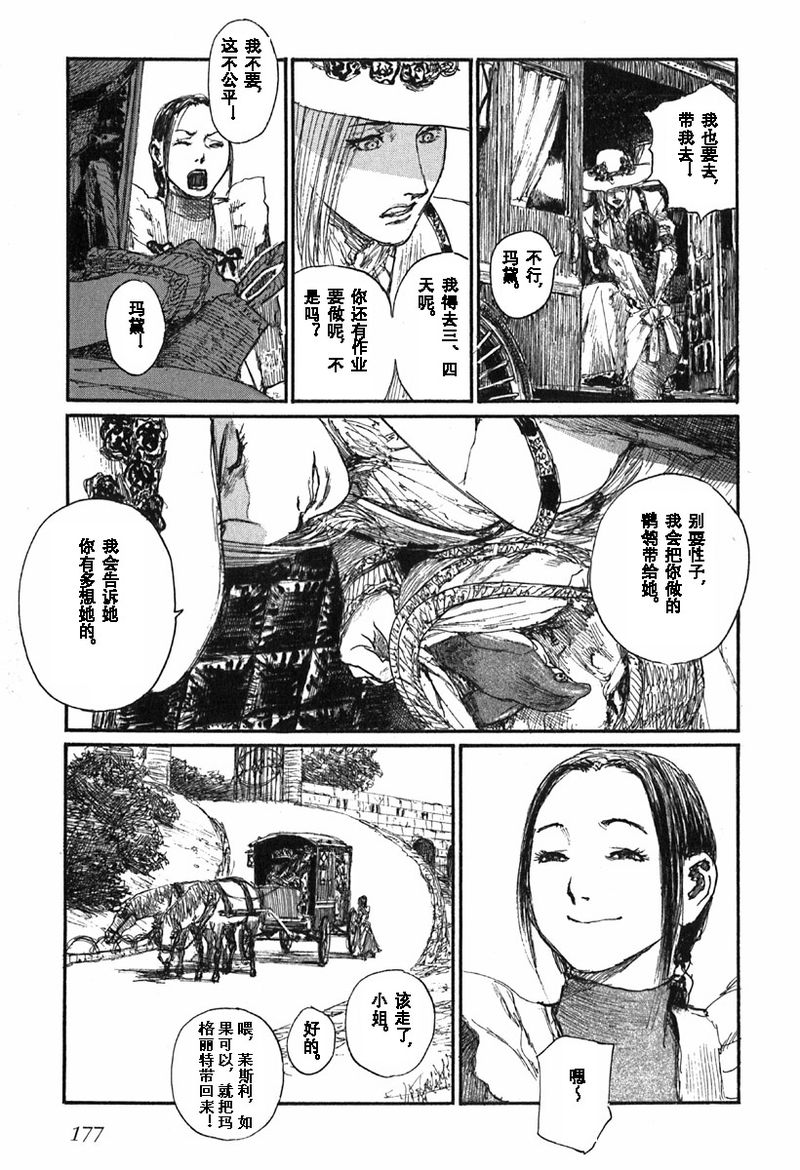 我也要去，
带我去！
不行，
玛黛。
我得去三、四
天呢。
你还有作业
要做呢，不
是吗？
我不要，
这不公平！
玛黛！
别耍性子，
我会把你做的
鹡鸰带给她。
我会告诉她
你有多想她的。
嗯～
该走了，
小姐。
好的。
喂，茱斯利，如
果可以，就把玛
格丽特带回来！
177